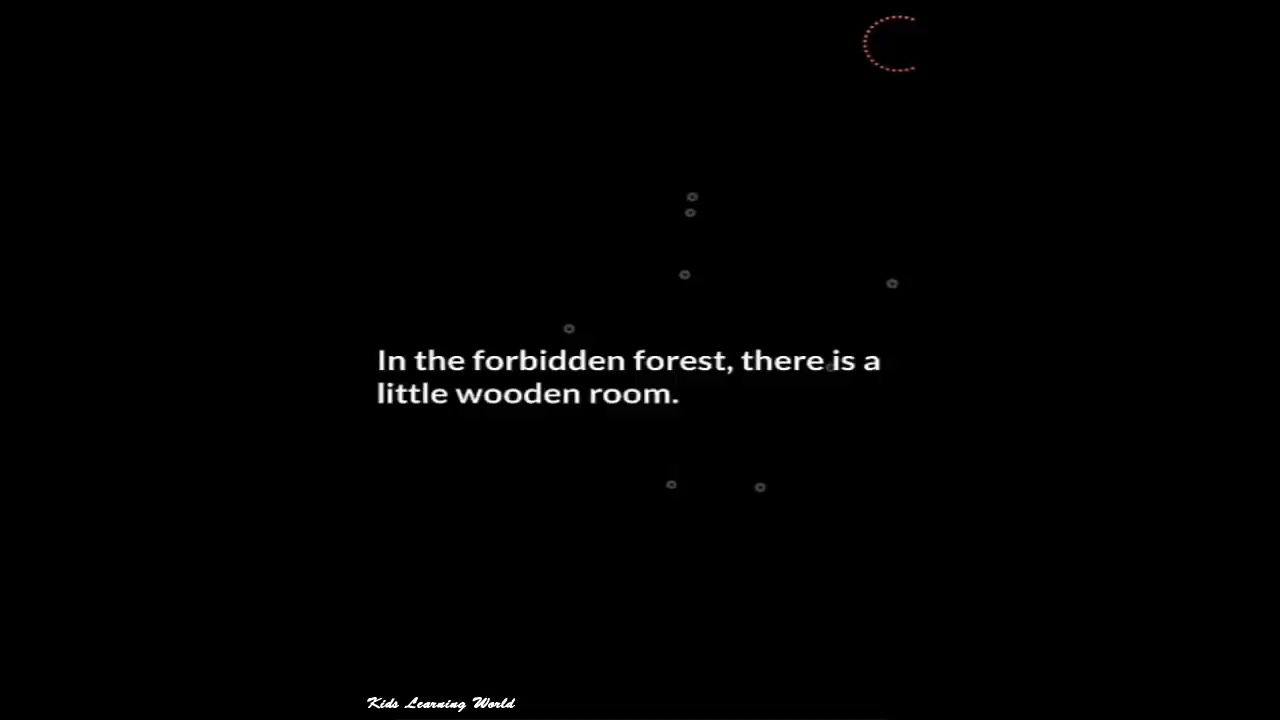 In the forbidden forest, there is a
little wooden room.
Kids Learning World